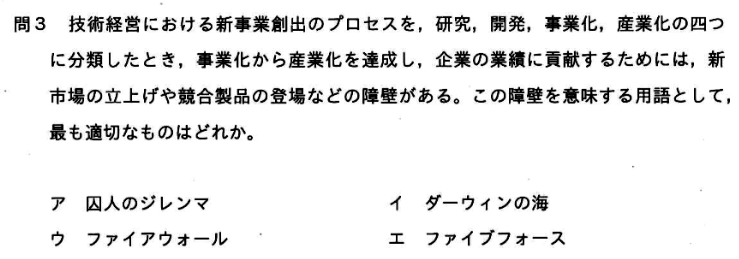 問３　技術経営における新事業創出のプロセスを，研究，開発，事業化，産業化の四つ
に分類したとき，事業化から産業化を達成し，企業の業績に貢献するためには，新
市場の立上げや競合製品の登場などの障壁がある。この障壁を意味する用語として，
最も適切なものはどれか。
ア　囚人のジレンマ　　イ　ダーウィンの海
ウ　ファイアウォール　　エ　ファイブフォース